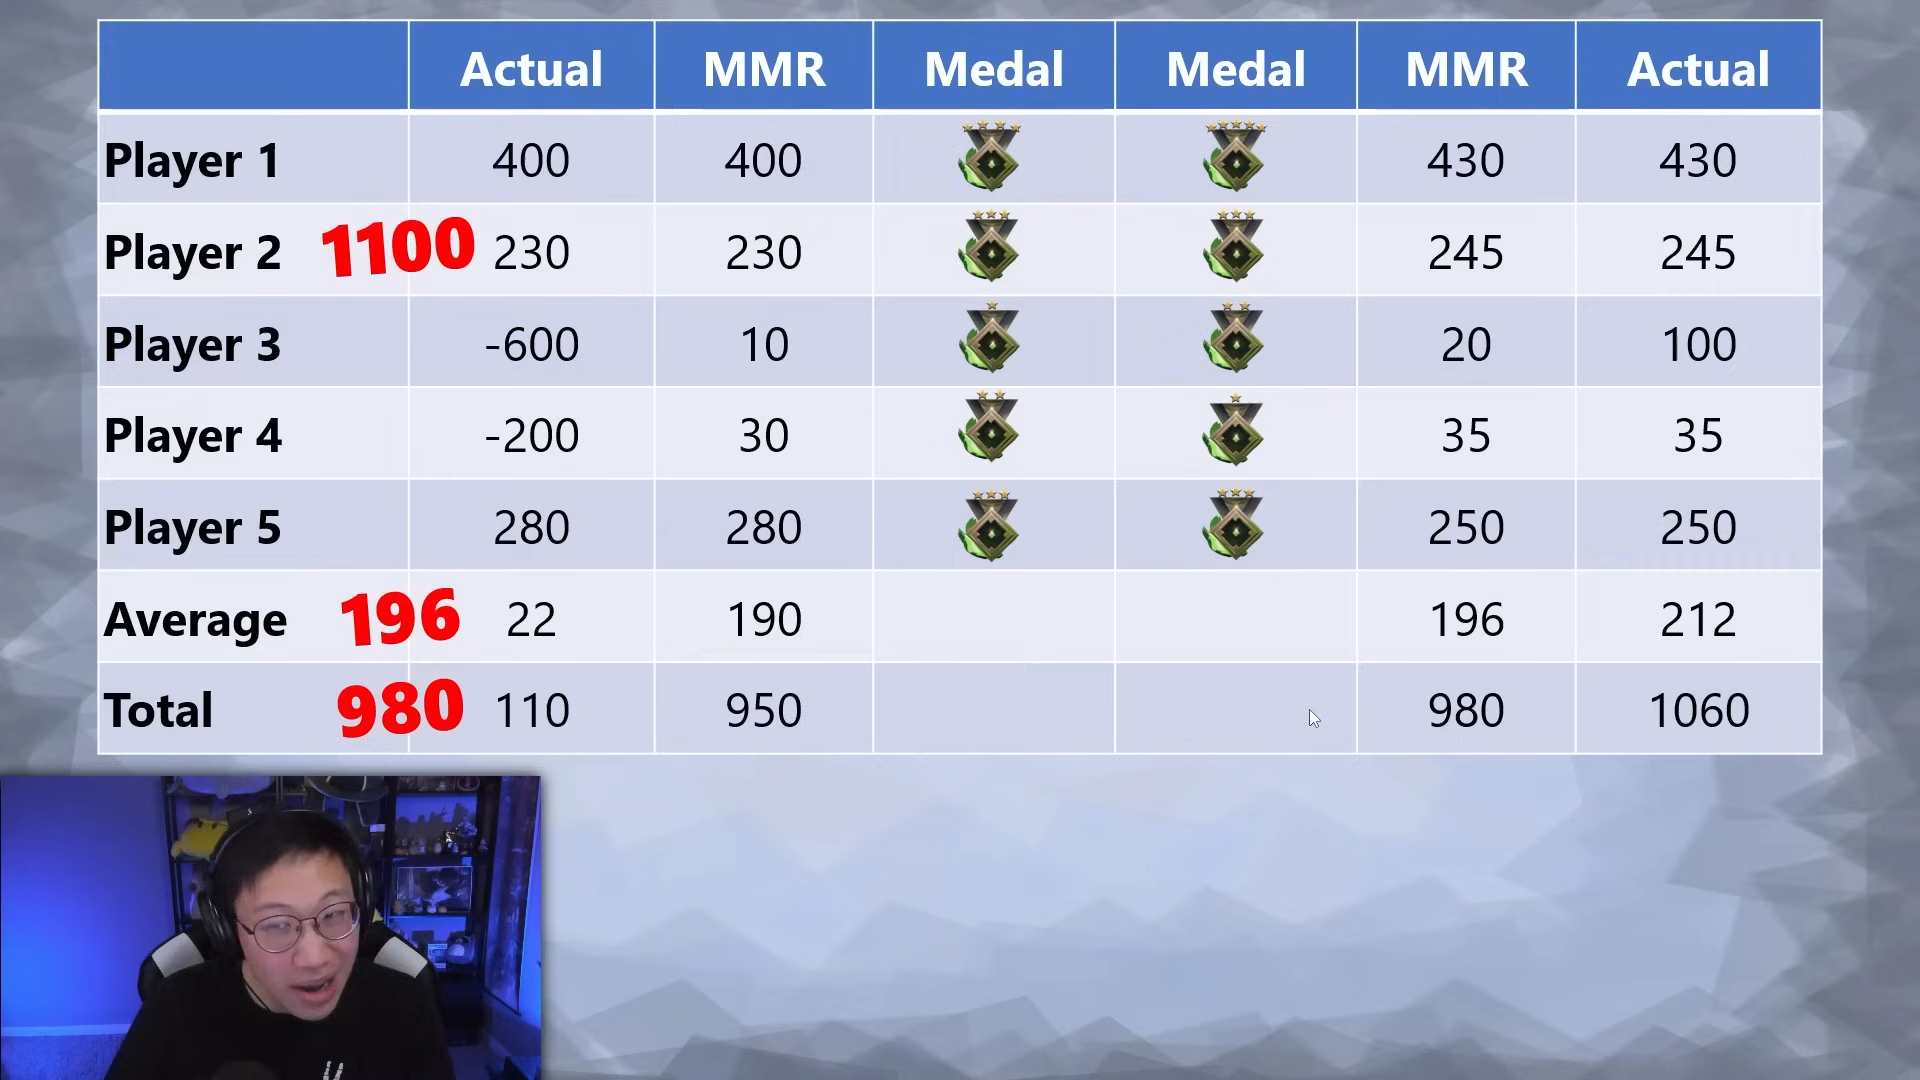 Actual MMR Medal Medal MMR Actual
Player 1 400 400 430 430
Player 2 1100 230 230 245 245
Player 3 -600 10 20 100
Player 4 -200 30 35 35
Player 5 280 280 250 250
Average 196 22 190 196 212
Total 980 110 950 980 1060